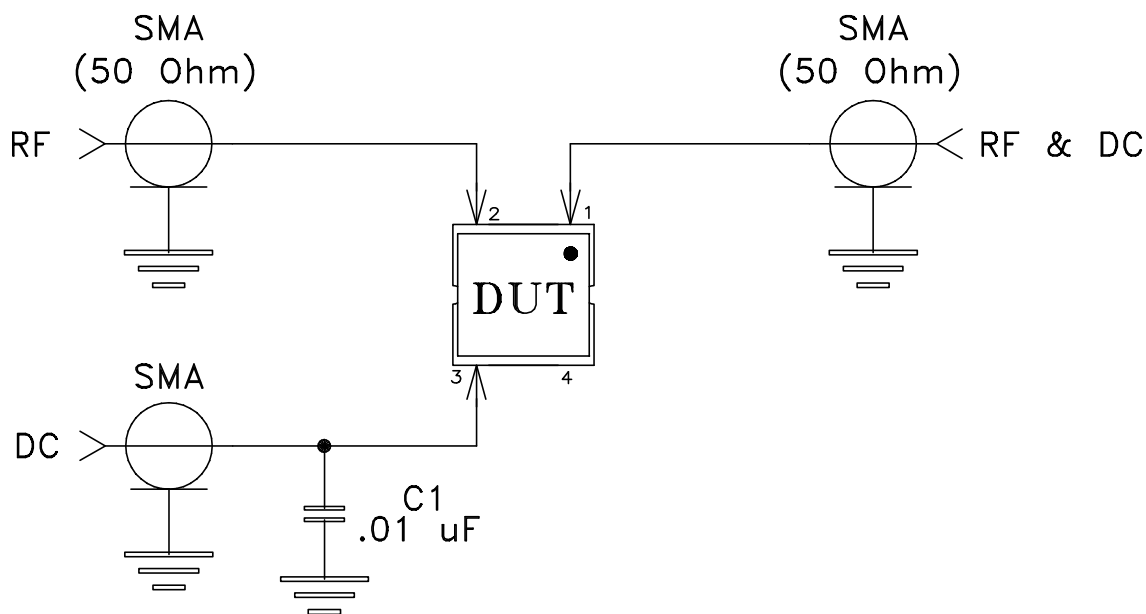 SMA
(50 Ohm)
SMA
(50 Ohm)
RF
RF & DC
2
1
DUT
3
4
SMA
DC
C1
.01 uF